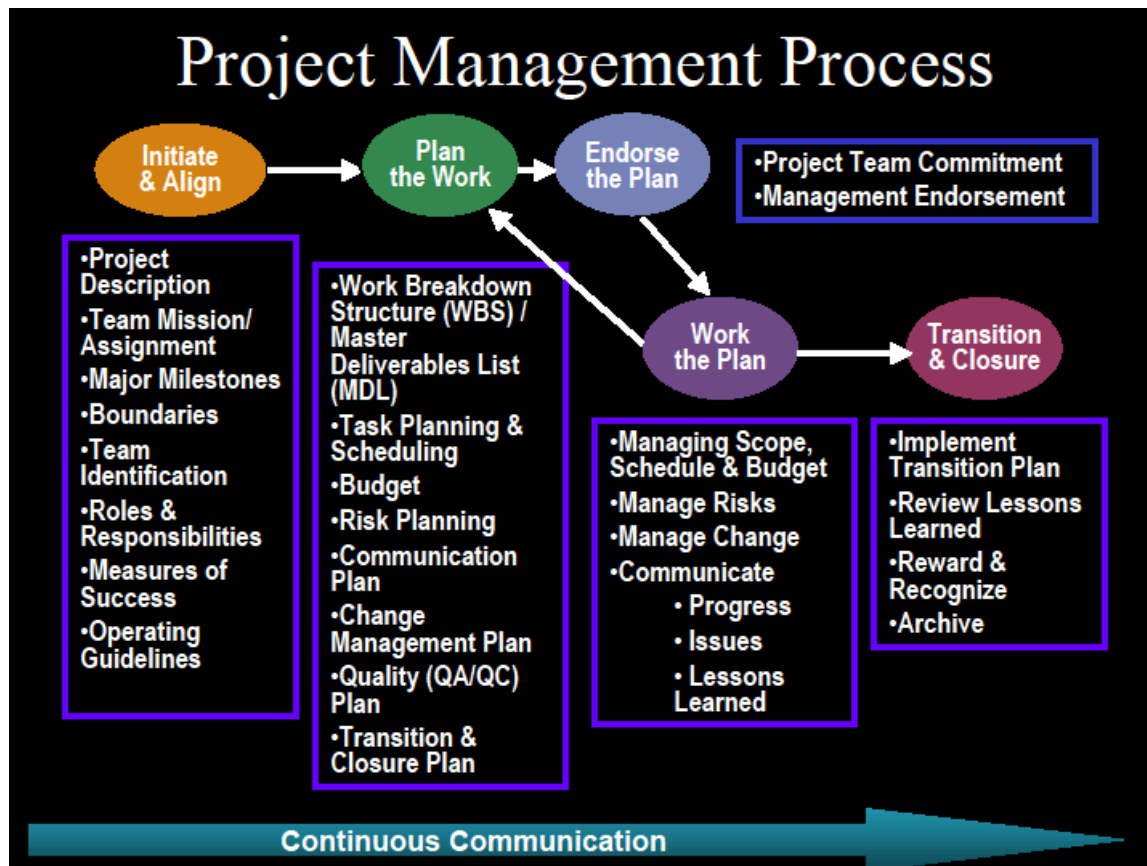 Project Management Process
Initiate
& Align
Plan
the Work
Endorse
the Plan
•Project Team Commitment
•Management Endorsement
•Project
Description
•Team Mission/
Assignment
•Major Milestones
•Boundaries
•Team
Identification
•Roles &
Responsibilities
•Measures of
Success
•Operating
Guidelines
•Work Breakdown
Structure (WBS) /
Master
Deliverables List
(MDL)
•Task Planning &
Scheduling
•Budget
•Risk Planning
•Communication
Plan
•Change
Management Plan
•Quality (QA/QC)
Plan
•Transition &
Closure Plan
Work
the Plan
Transition
& Closure
•Managing Scope,
Schedule & Budget
•Manage Risks
•Manage Change
•Communicate
• Progress
• Issues
• Lessons
Learned
•Implement
Transition Plan
•Review Lessons
Learned
•Reward &
Recognize
•Archive
Continuous Communication